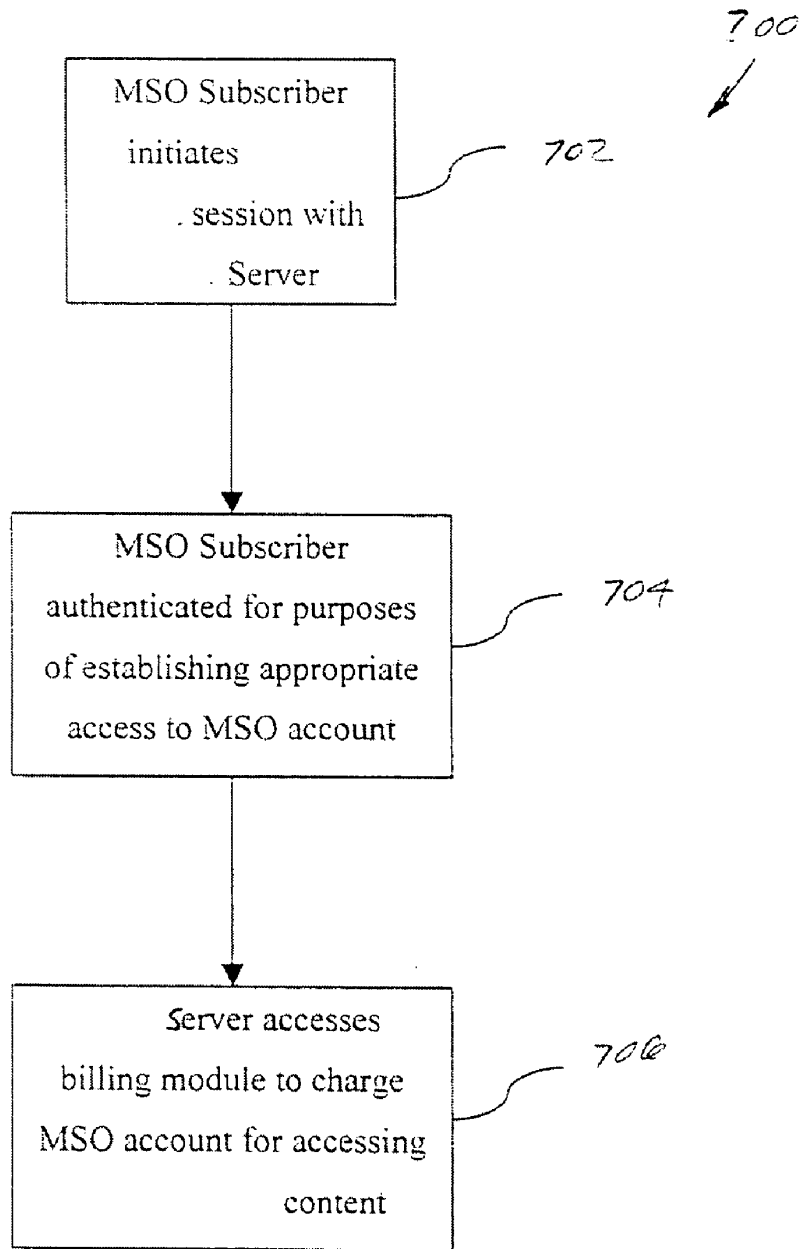 700
MSO Subscriber
initiates
. session with
. Server
702
MSO Subscriber
authenticated for purposes
of establishing appropriate
access to MSO account
704
Server accesses
billing module to charge
MSO account for accessing
content
706